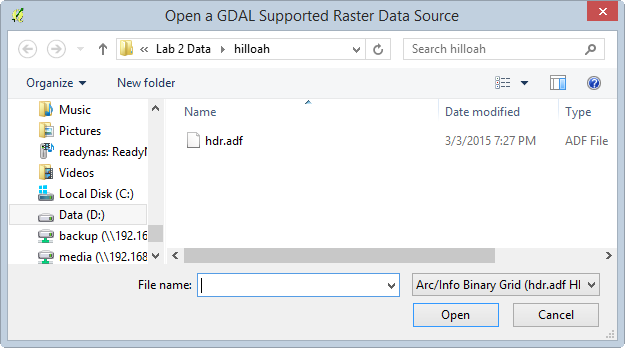 Open a GDAL Supported Raster Data Source
« Lab 2 Data hilloah
Search hilloah
Organize New folder
Music
Pictures
readynas: ReadyN
Videos
Local Disk (C:)
Data (D:)
backup (\\192.16
media (\\192.168
Name Date modified Type
hdr.adf 3/3/2015 7:27 PM ADF File
File name:
Arc/Info Binary Grid (hdr.adf HI
Open Cancel